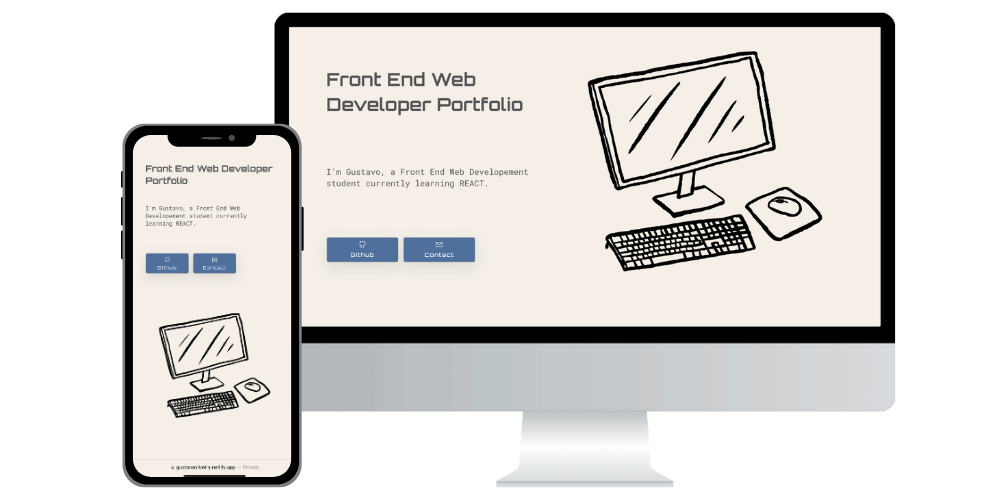 Front End Web
Developer Portfolio
I'm Gustavo, a Front End Web Developement
student currently learning REACT.
Github
Contact
Front End Web Developer
Portfolio
I'm Gustavo, a Front End Web
Developement student currently
learning REACT.
Github
Contact
— Private